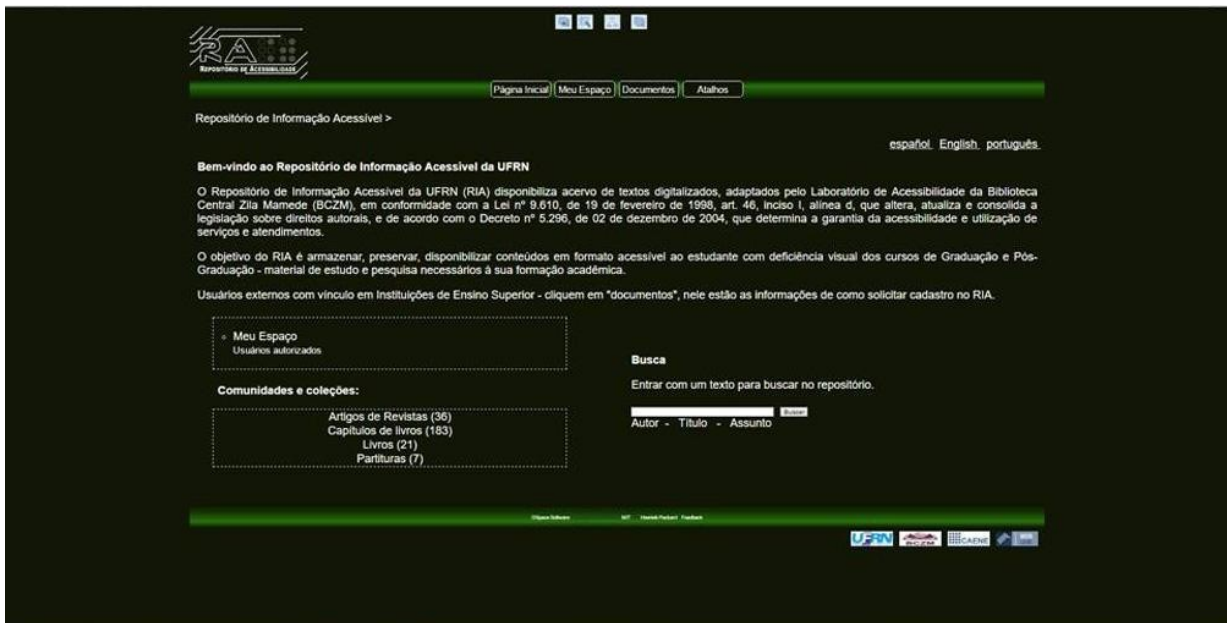 RA
REPOSITÓRIO DE ACESSIBILIDADE
Página Inicial Meu Espaço Documentos Atalhos
Repositório de Informação Acessível >
español English português
Bem-vindo ao Repositório de Informação Acessível da UFRN
O Repositório de Informação Acessível da UFRN (RIA) disponibiliza acervo de textos digitalizados, adaptados pelo Laboratório de Acessibilidade da Biblioteca
Central Zila Mamede (BCZM), em conformidade com a Lei nº 9.610, de 19 de fevereiro de 1998, art. 46, inciso I, alínea d, que altera, atualiza e consolida a
legislação sobre direitos autorais, e de acordo com o Decreto nº 5.296, de 02 de dezembro de 2004, que determina a garantia da acessibilidade e utilização de
serviços e atendimentos.
O objetivo do RIA é armazenar, preservar, disponibilizar conteúdos em formato acessível ao estudante com deficiência visual dos cursos de Graduação e Pós-
Graduação - material de estudo e pesquisa necessários à sua formação acadêmica.
Usuários externos com vínculo em Instituições de Ensino Superior - cliquem em "documentos", nele estão as informações de como solicitar cadastro no RIA.
Meu Espaço
Usuários autorizados
Comunidades e coleções:
Artigos de Revistas (36)
Capítulos de livros (183)
Livros (21)
Partituras (7)
Busca
Entrar com um texto para buscar no repositório.
Buscar
Autor - Título - Assunto
DSpace Software MIT Hewlett-Packard Feedback
UFRN BCZM CAENE